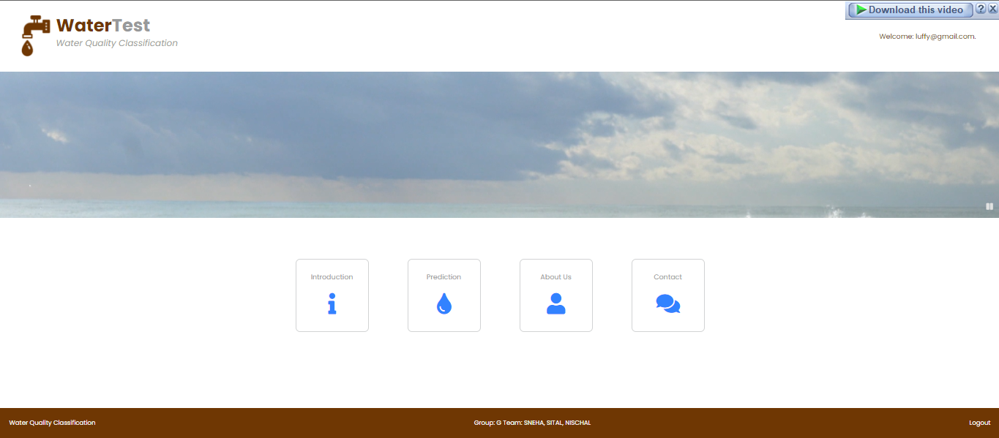 Download this video ? X
WaterTest
Water Quality Classification
Welcome: luffy@gmail.com.
Introduction
Prediction
About Us
Contact
Water Quality Classification
Group: G Team: SNEHA, SITAL, NISCHAL
Logout